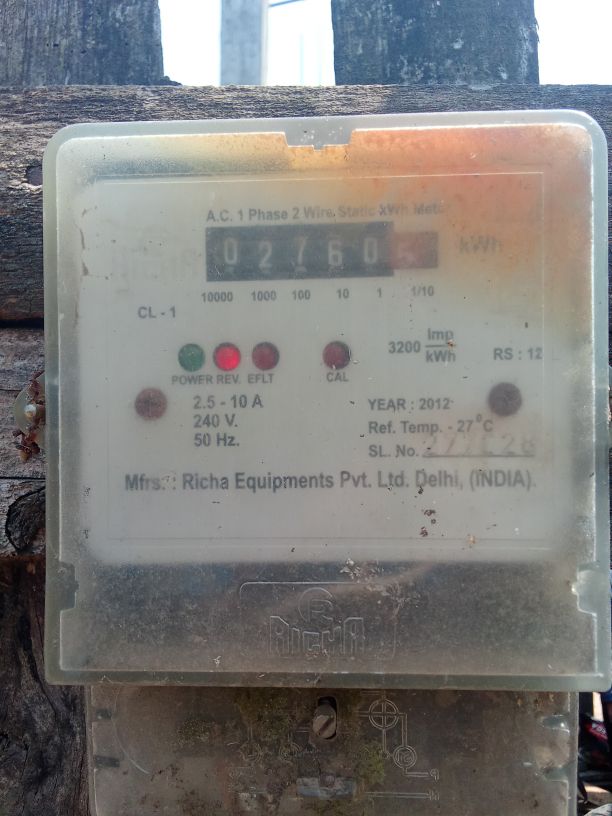 A.C. 1 Phase 2 Wire Static kWh Meter
02760
kWh
10000 1000 100 10 1 1/10
CL - 1
3200 Imp/kWh
RS : 12
POWER REV. EFLT CAL
2.5 - 10 A
240 V.
50 Hz.
YEAR : 2012
Ref. Temp. - 27°C
SL. No.
Mfrs. : Richa Equipments Pvt. Ltd. Delhi, (INDIA).
RICHA